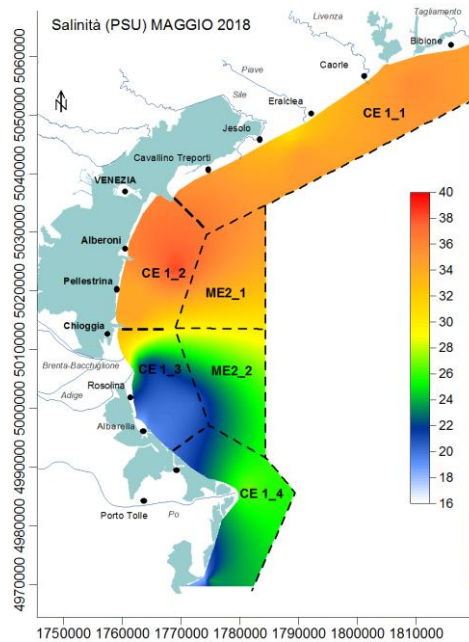 Salinità (PSU) MAGGIO 2018
N
Tagliamento
Livenza
Bibione
Caorle
Piave
Eraclea
CE 1_1
Sile
Jesolo
Cavallino Treporti
VENEZIA
Alberoni
CE 1_2
Pellestrina
ME2_1
Chioggia
Brenta-Bacchuglione
CE 1_3
ME2_2
Rosolina
Adige
Albarella
CE 1_4
Porto Tolle
Po
5060000
5050000
5040000
5030000
5020000
5010000
5000000
4990000
4980000
4970000
40
38
36
34
32
30
28
26
24
22
20
18
16
1750000 1760000 1770000 1780000 1790000 1800000 1810000